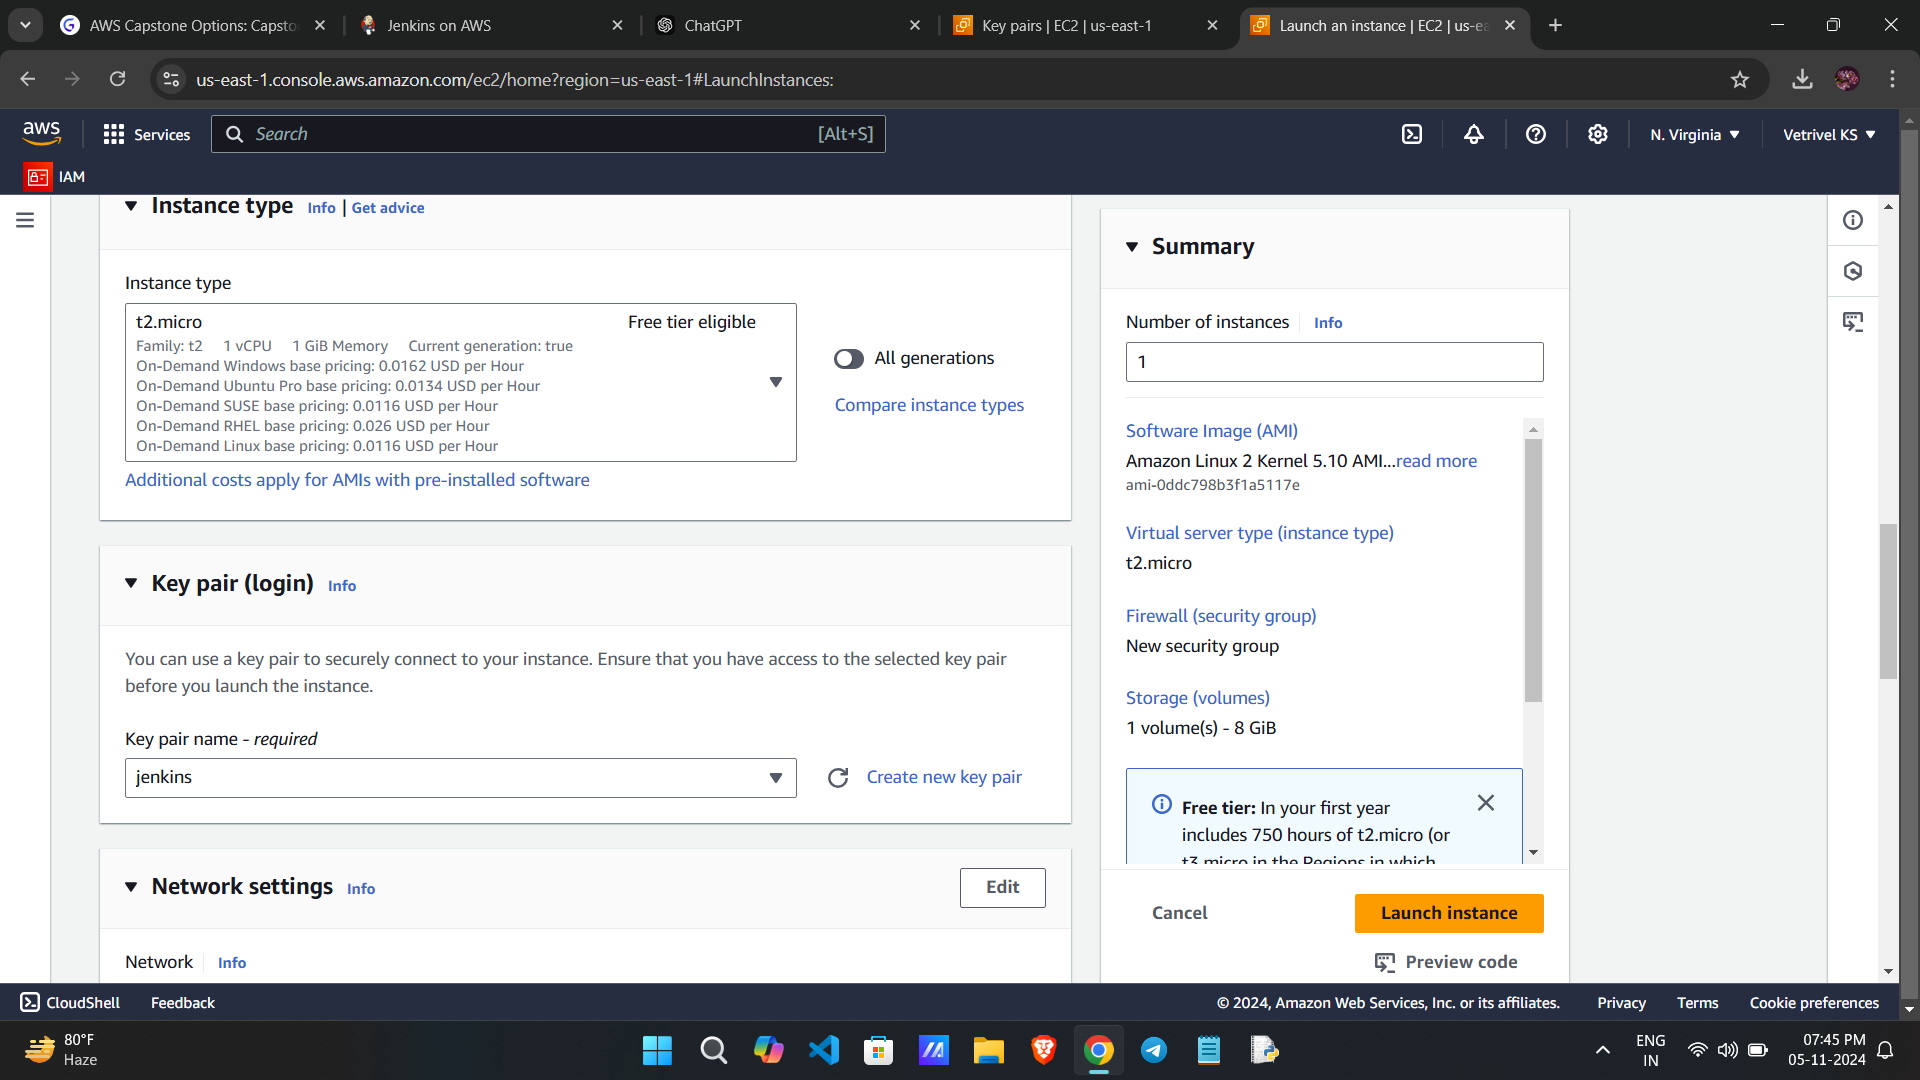 AWS Capstone Options: Capsto
Jenkins on AWS
ChatGPT
Key pairs | EC2 | us-east-1
Launch an instance | EC2 | us-ea
us-east-1.console.aws.amazon.com/ec2/home?region=us-east-1#LaunchInstances:
aws
Services
Search
[Alt+S]
N. Virginia
Vetrivel KS
IAM
Instance type
Info | Get advice
Instance type
t2.micro
Free tier eligible
Family: t2 1 vCPU 1 GiB Memory Current generation: true
On-Demand Windows base pricing: 0.0162 USD per Hour
On-Demand Ubuntu Pro base pricing: 0.0134 USD per Hour
On-Demand SUSE base pricing: 0.0116 USD per Hour
On-Demand RHEL base pricing: 0.026 USD per Hour
On-Demand Linux base pricing: 0.0116 USD per Hour
All generations
Compare instance types
Additional costs apply for AMIs with pre-installed software
Key pair (login) Info
You can use a key pair to securely connect to your instance. Ensure that you have access to the selected key pair
before you launch the instance.
Key pair name - required
jenkins
Create new key pair
Network settings Info
Edit
Network Info
Summary
Number of instances Info
1
Software Image (AMI)
Amazon Linux 2 Kernel 5.10 AMI...read more
ami-0ddc798b3f1a5117e
Virtual server type (instance type)
t2.micro
Firewall (security group)
New security group
Storage (volumes)
1 volume(s) - 8 GiB
Free tier: In your first year
includes 750 hours of t2.micro (or
t3.micro in the Regions in which
Cancel
Launch instance
Preview code
CloudShell
Feedback
© 2024, Amazon Web Services, Inc. or its affiliates.
Privacy
Terms
Cookie preferences
80°F
Haze
ENG
IN
07:45 PM
05-11-2024